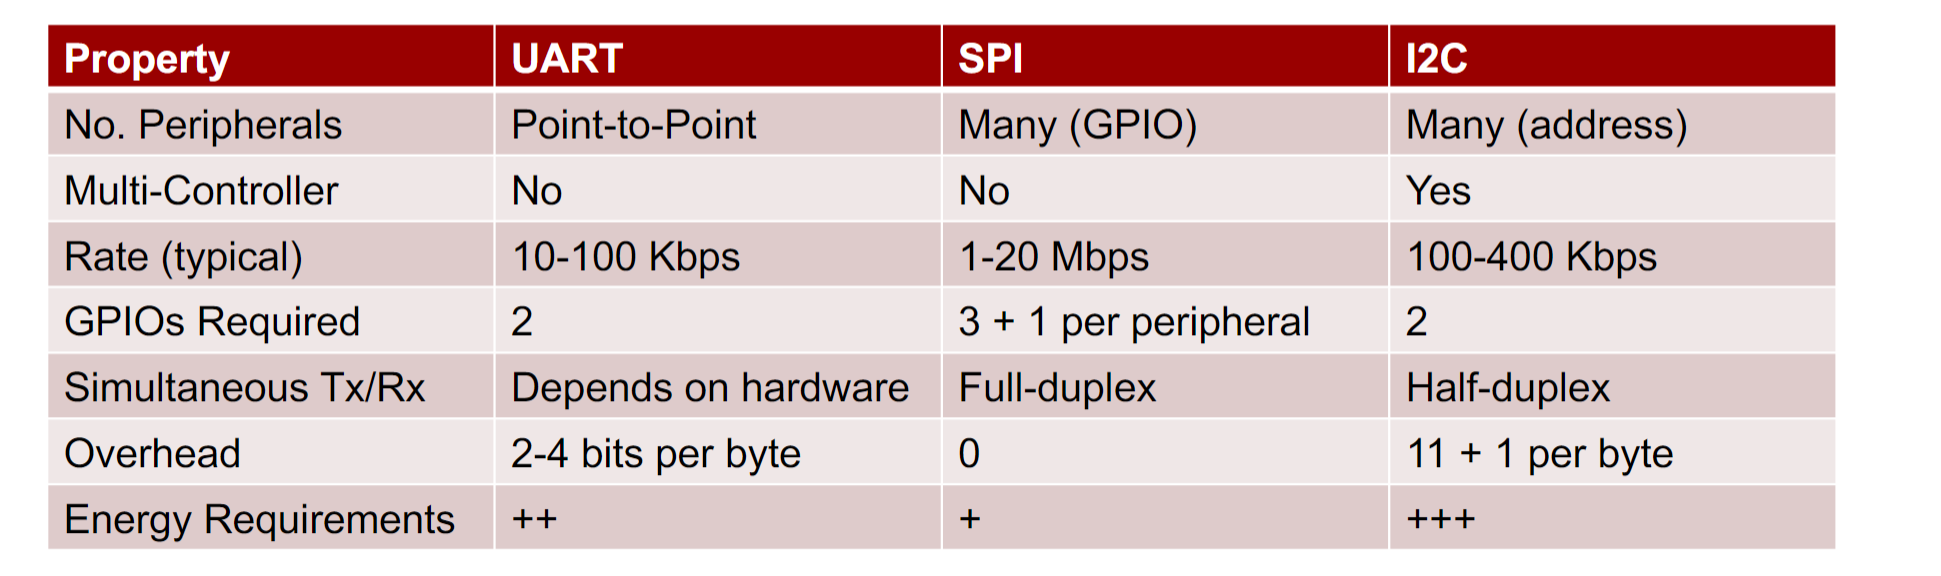 Property UART SPI I2C
No. Peripherals Point-to-Point Many (GPIO) Many (address)
Multi-Controller No No Yes
Rate (typical) 10-100 Kbps 1-20 Mbps 100-400 Kbps
GPIOs Required 2 3 + 1 per peripheral 2
Simultaneous Tx/Rx Depends on hardware Full-duplex Half-duplex
Overhead 2-4 bits per byte 0 11 + 1 per byte
Energy Requirements ++ + +++